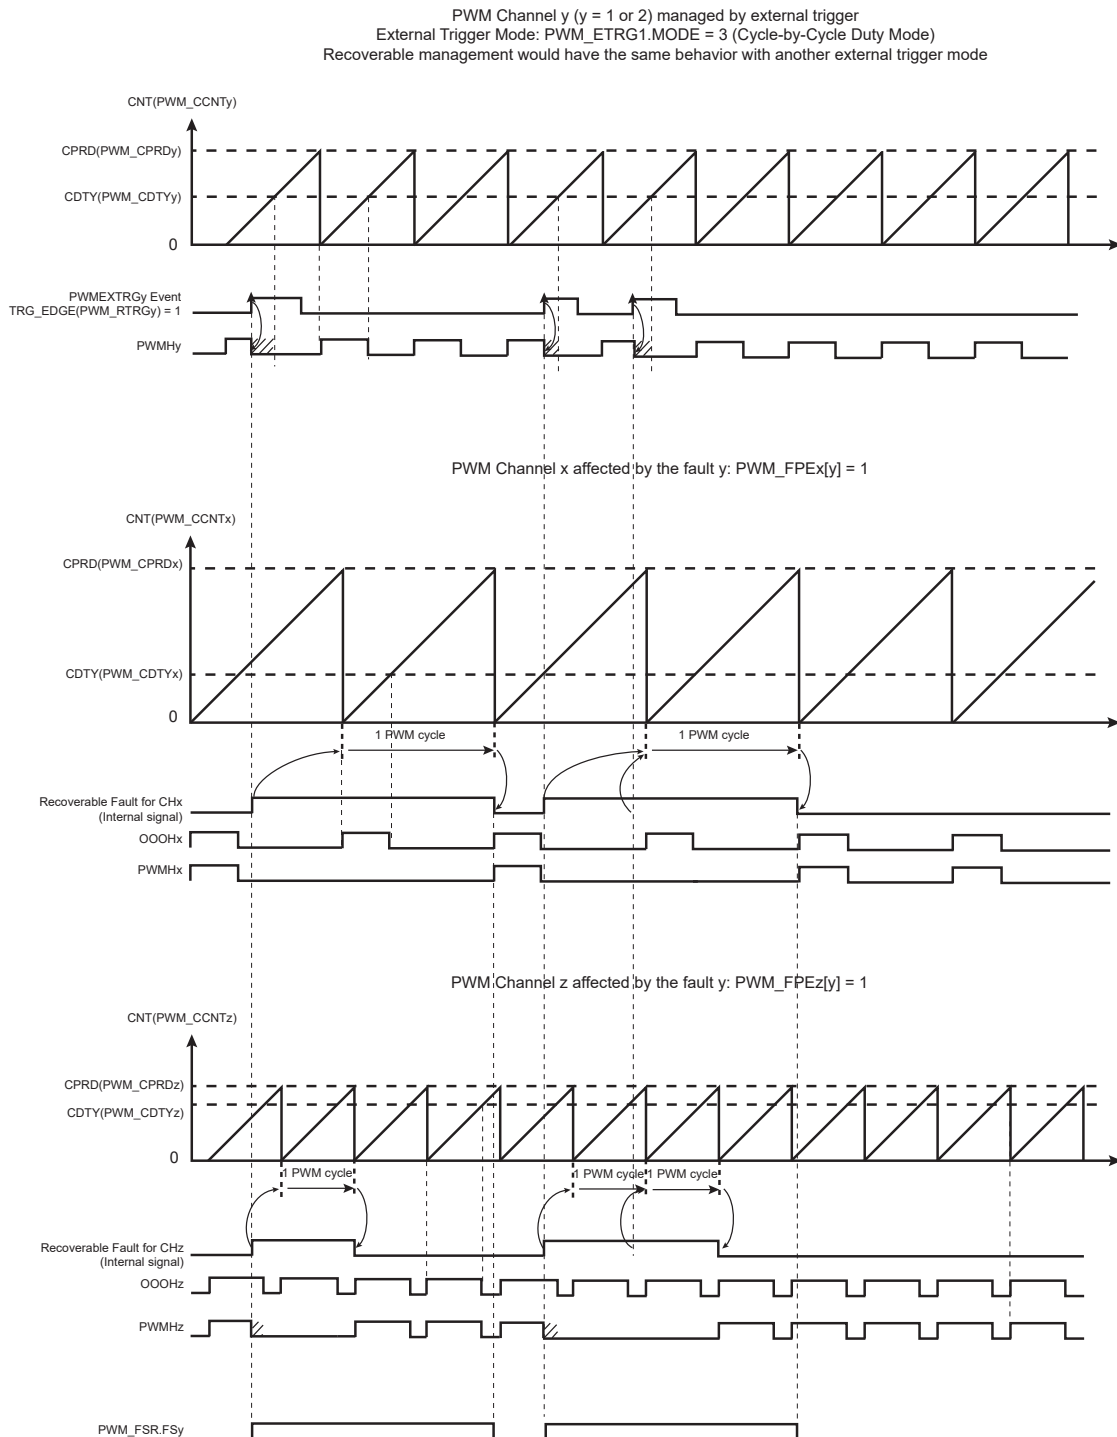 PWM Channel y (y = 1 or 2) managed by external trigger
External Trigger Mode: PWM_ETRG1.MODE = 3 (Cycle-by-Cycle Duty Mode)
Recoverable management would have the same behavior with another external trigger mode
CNT(PWM_CCNTy)
CPRD(PWM_CPRDy)
CDTY(PWM_CDTYy)
0
PWMEXTRGy Event
TRG_EDGE(PWM_RTRGy) = 1
PWMHy
PWM Channel x affected by the fault y: PWM_FPEx[y] = 1
CNT(PWM_CCNTx)
CPRD(PWM_CPRDx)
CDTY(PWM_CDTYx)
0
1 PWM cycle
1 PWM cycle
Recoverable Fault for CHx
(Internal signal)
OOOHx
PWMHx
PWM Channel z affected by the fault y: PWM_FPEz[y] = 1
CNT(PWM_CCNTz)
CPRD(PWM_CPRDz)
CDTY(PWM_CDTYz)
0
1 PWM cycle
1 PWM cycle
1 PWM cycle
Recoverable Fault for CHz
(Internal signal)
OOOHz
PWMHz
PWM_FSR.FSy